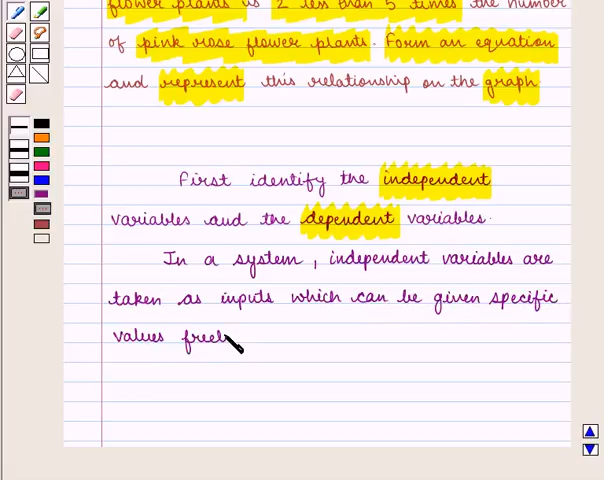 flower plants is 2 less than 5 times the number
of pink rose flower plants. Form an equation
and represent this relationship on the graph.
First identify the independent
variables and the dependent variables.
In a system, independent variables are
taken as inputs which can be given specific
values freel